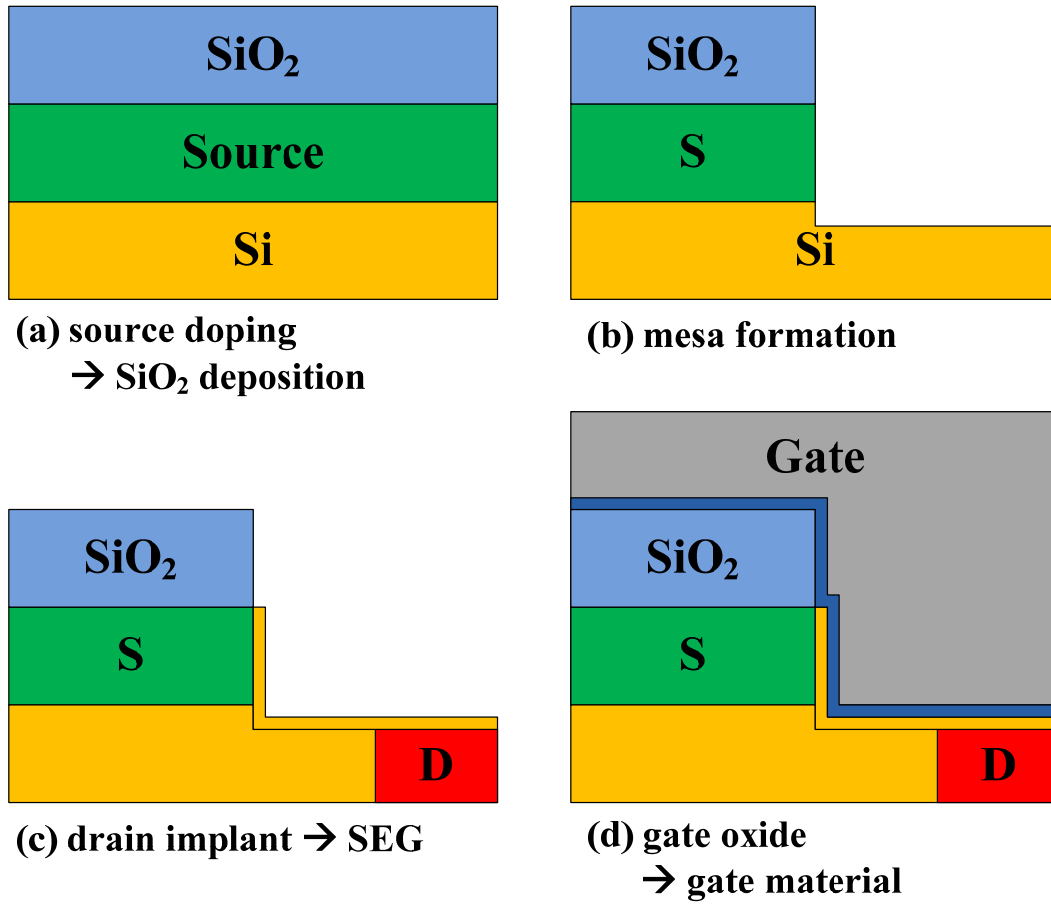 SiO₂
Source
Si
(a) source doping
→ SiO₂ deposition
SiO₂
S
Si
(b) mesa formation
SiO₂
S
D
(c) drain implant → SEG
Gate
SiO₂
S
D
(d) gate oxide
→ gate material